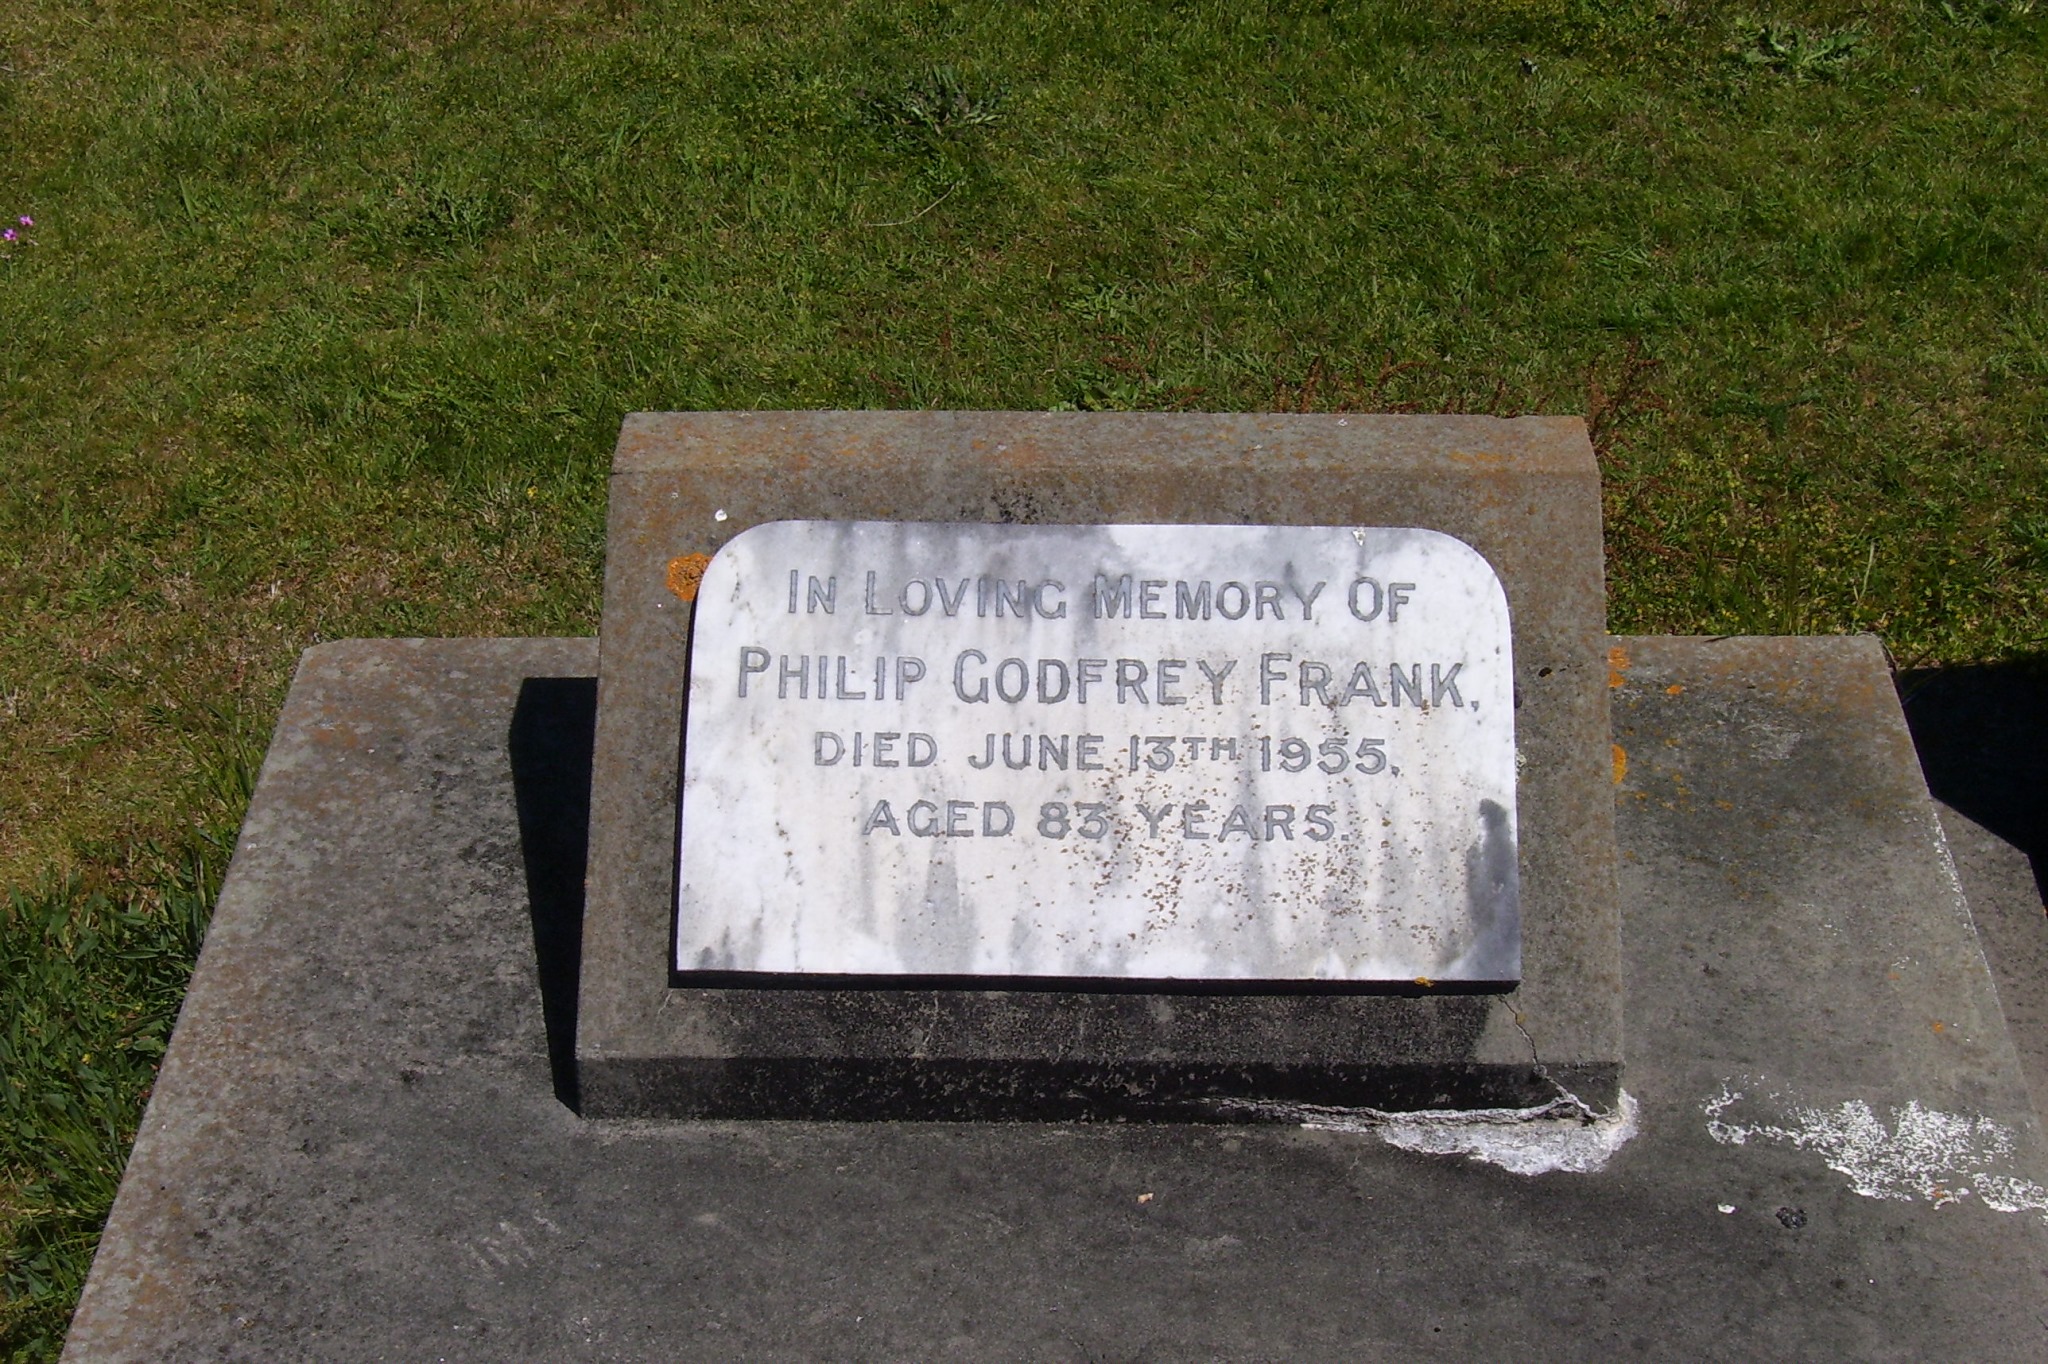 IN LOVING MEMORY OF
PHILIP GODFREY FRANK,
DIED JUNE 13TH 1955,
AGED 83 YEARS.